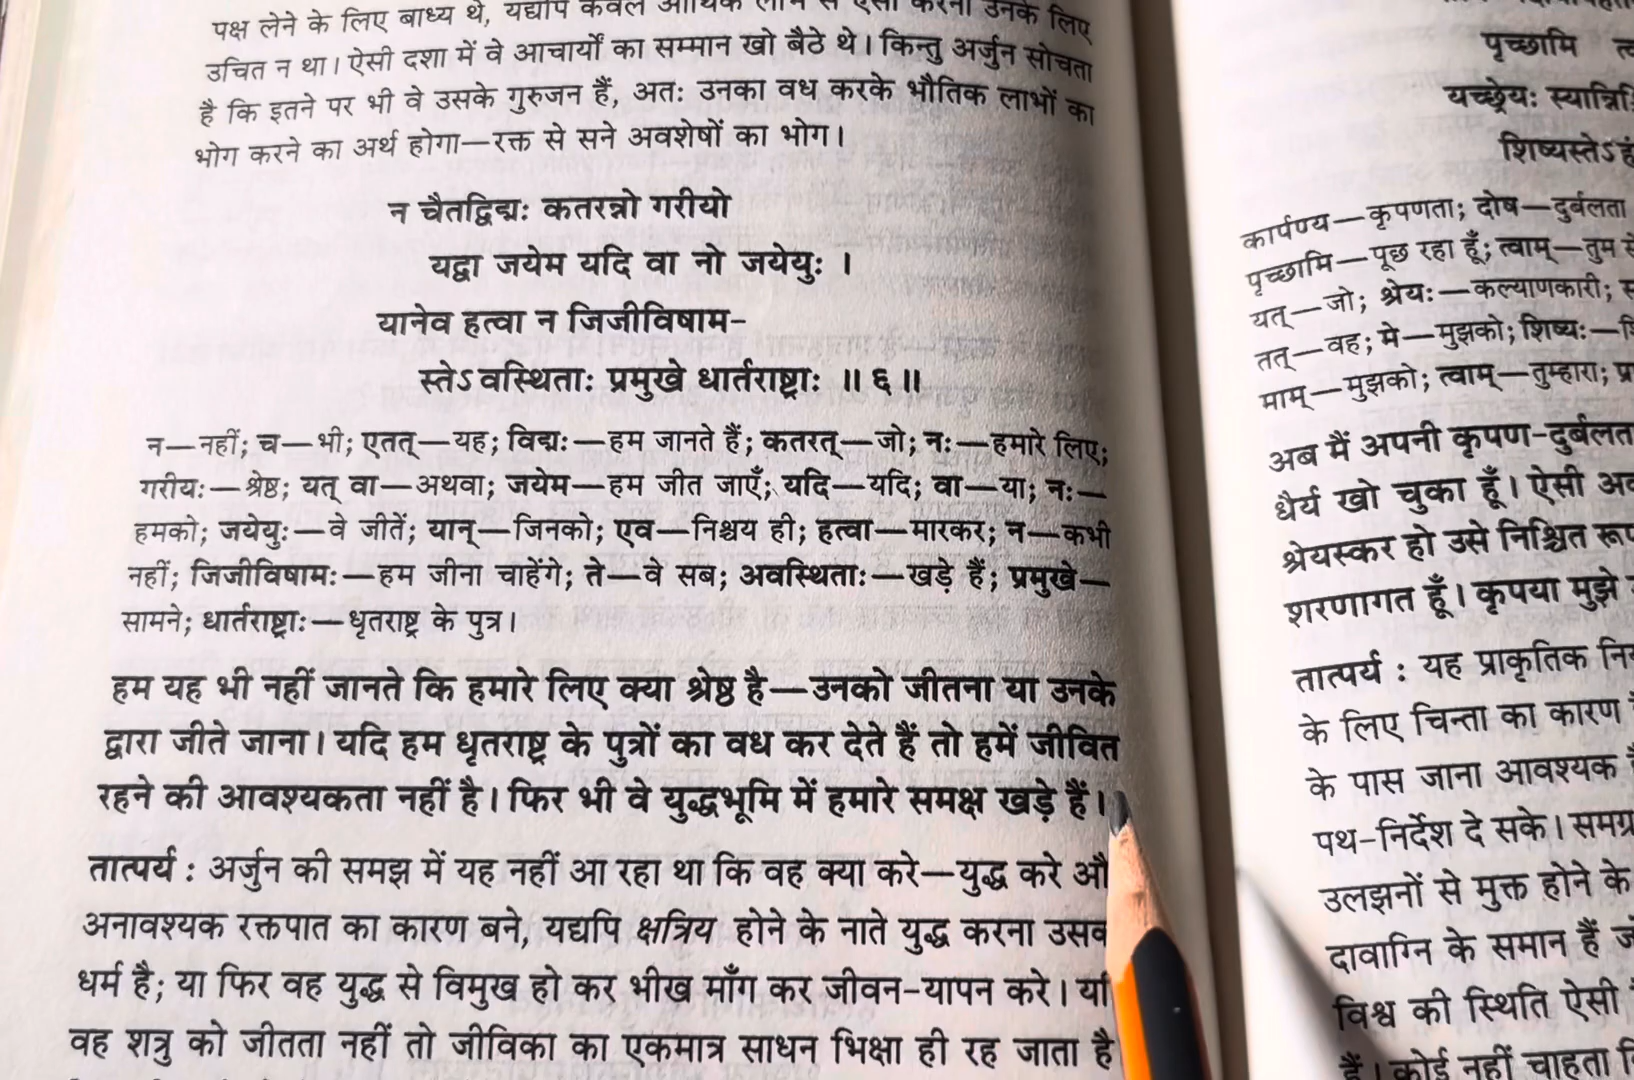 पक्ष लेने के लिए बाध्य थे, यद्यपि केवल आर्थिक लाभ से ऐसा करना उनके लिए
उचित न था। ऐसी दशा में वे आचार्यों का सम्मान खो बैठे थे। किन्तु अर्जुन सोचता
है कि इतने पर भी वे उसके गुरुजन हैं, अतः उनका वध करके भौतिक लाभों का
भोग करने का अर्थ होगा—रक्त से सने अवशेषों का भोग।
न चैतद्विद्मः कतरन्नो गरीयो
यद्वा जयेम यदि वा नो जयेयुः ।
यानेव हत्वा न जिजीविषाम-
स्तेऽवस्थिताः प्रमुखे धार्तराष्ट्राः ॥ ६ ॥
न—नहीं; च—भी; एतत्—यह; विद्मः—हम जानते हैं; कतरत्—जो; नः—हमारे लिए;
गरीयः—श्रेष्ठ; यत् वा—अथवा; जयेम—हम जीत जाएँ; यदि—यदि; वा—या; नः—
हमको; जयेयुः—वे जीतें; यान्—जिनको; एव—निश्चय ही; हत्वा—मारकर; न—कभी
नहीं; जिजीविषामः—हम जीना चाहेंगे; ते—वे सब; अवस्थिताः—खड़े हैं; प्रमुखे—
सामने; धार्तराष्ट्राः—धृतराष्ट्र के पुत्र।
हम यह भी नहीं जानते कि हमारे लिए क्या श्रेष्ठ है—उनको जीतना या उनके
द्वारा जीते जाना। यदि हम धृतराष्ट्र के पुत्रों का वध कर देते हैं तो हमें जीवित
रहने की आवश्यकता नहीं है। फिर भी वे युद्धभूमि में हमारे समक्ष खड़े हैं।
तात्पर्य : अर्जुन की समझ में यह नहीं आ रहा था कि वह क्या करे—युद्ध करे
अनावश्यक रक्तपात का कारण बने, यद्यपि क्षत्रिय होने के नाते युद्ध करना
धर्म है; या फिर वह युद्ध से विमुख हो कर भीख माँग कर जीवन-यापन करे।
वह शत्रु को जीतता नहीं तो जीविका का एकमात्र साधन भिक्षा ही रह जाता है
पृच्छामि
यच्छ्रेयः
शिष्यस्तेऽहं
कार्पण्य—कृपणता; दोष—दुर्बलता
पृच्छामि—पूछ रहा हूँ; त्वाम्—तुम से
यत्—जो; श्रेयः—कल्याणकारी;
तत्—वह; मे—मुझको; शिष्यः—
माम्—मुझको; त्वाम्—तुम्हारा;
अब मैं अपनी कृपण-दुर्बलत
धैर्य खो चुका हूँ। ऐसी
श्रेयस्कर हो उसे निश्चित
शरणागत हूँ। कृपया मुझे
तात्पर्य : यह प्राकृतिक
के लिए चिन्ता का कारण
के पास जाना आवश्यक
पथ-निर्देश दे सके। समग्र
उलझनों से मुक्त होने के
दावाग्नि के समान हैं
विश्व की स्थिति ऐसी
हैं। कोई नहीं चाहता